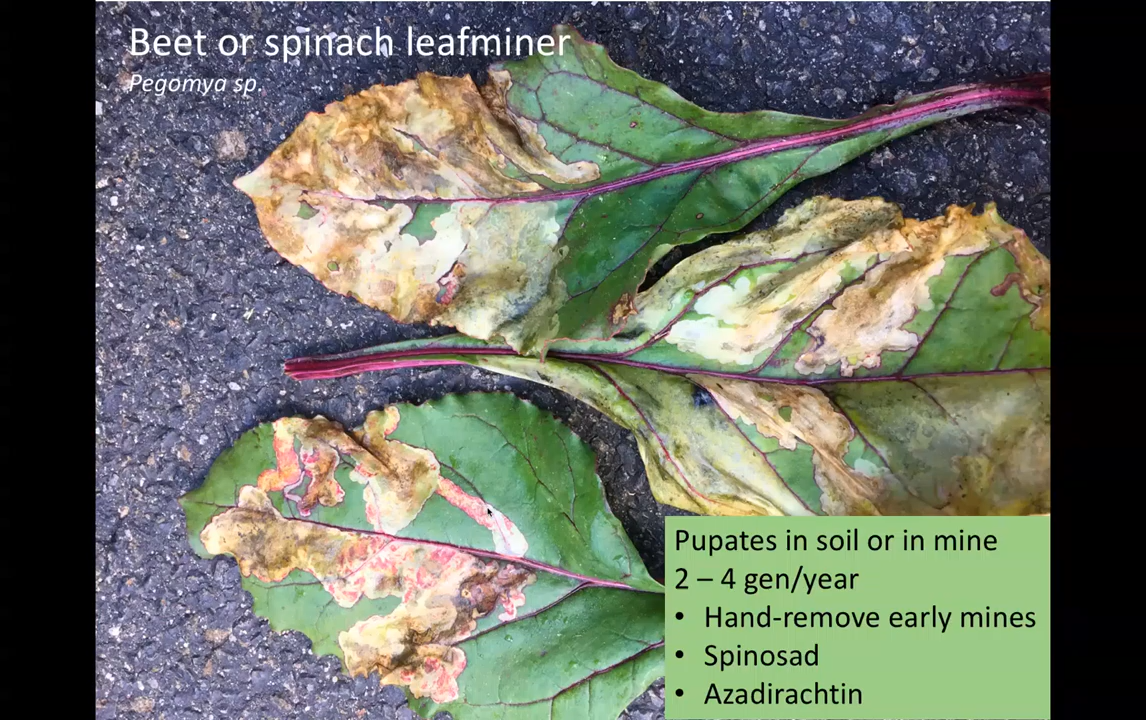 Beet or spinach leafminer
Pegomya sp.
Pupates in soil or in mine
2 – 4 gen/year
• Hand-remove early mines
• Spinosad
• Azadirachtin